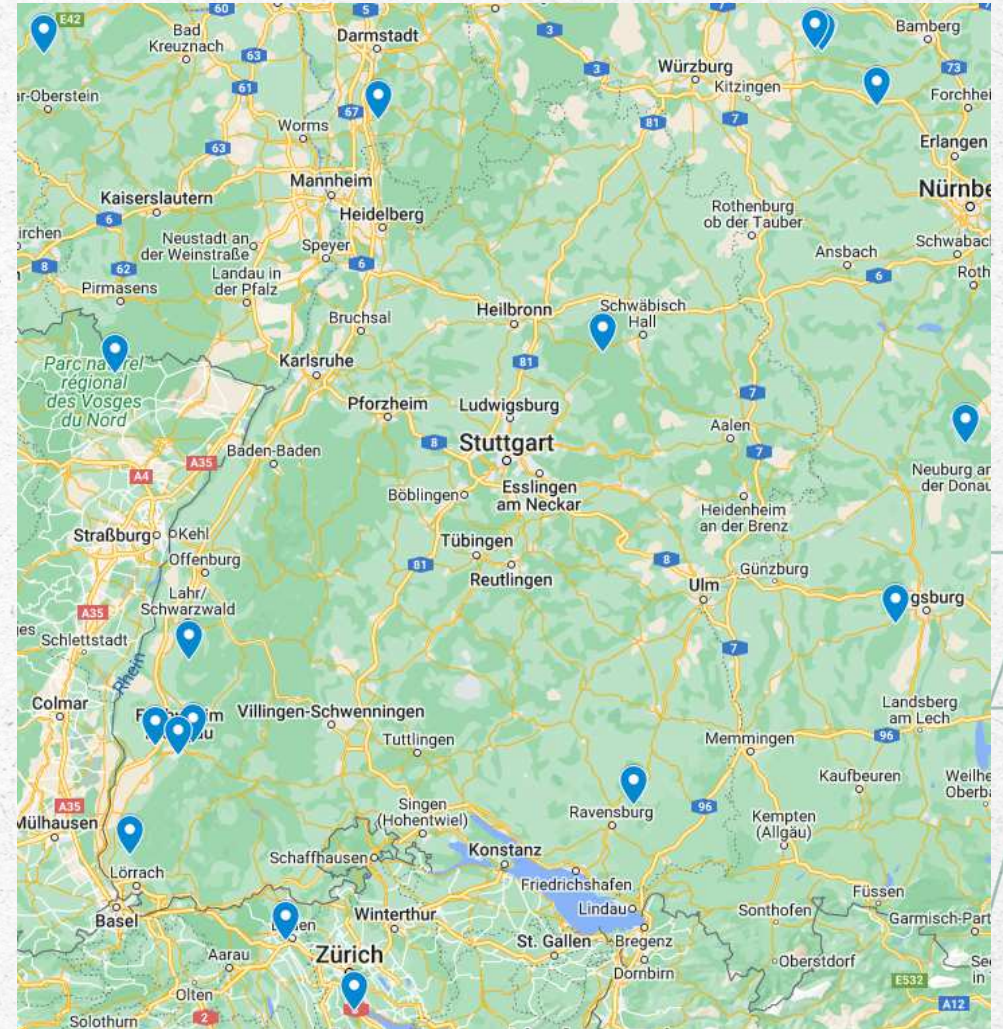 60
5
7
7
E42
Bad
Kreuznach
Darmstadt
3
Bamberg
63
3
Würzburg
Kitzingen
73
61
67
ar-Oberstein
Forchhei
81
7
Worms
63
Erlangen
Mannheim
Kaiserslautern
Nürnbe
6
Heidelberg
Rothenburg
ob der Tauber
irchen
Neustadt an
der Weinstraße
Speyer
Schwabac
Ansbach
8
62
6
6
Landau in
der Pfalz
Roth
Pirmasens
Heilbronn
Schwäbisch
Hall
Bruchsal
Parc naturel
régional
des Vosges
du Nord
Karlsruhe
81
7
Pforzheim
Ludwigsburg
Aalen
8
Stuttgart
7
Baden-Baden
A35
A4
Neuburg an
der Donau
Böblingen
Esslingen
am Neckar
Heidenheim
an der Brenz
Straßburg
Kehl
Tübingen
Offenburg
81
8
Günzburg
Reutlingen
Ulm
Lahr/
Schwarzwald
gsburg
A35
ges
Schlettstadt
7
Rhein
Colmar
Villingen-Schwenningen
Landsberg
am Lech
96
Tuttlingen
Memmingen
Kaufbeuren
Weilhe
Oberba
A35
Mülhausen
Singen
(Hohentwiel)
Ravensburg
96
Kempten
(Allgäu)
Schaffhausen
Konstanz
Lörrach
Friedrichshafen
Füssen
Basel
Winterthur
Lindau
Sonthofen
Garmisch-Part
St. Gallen
Bregenz
Aarau
Zürich
Dornbirn
Oberstdorf
E532
Olten
A12
Solothurn
2